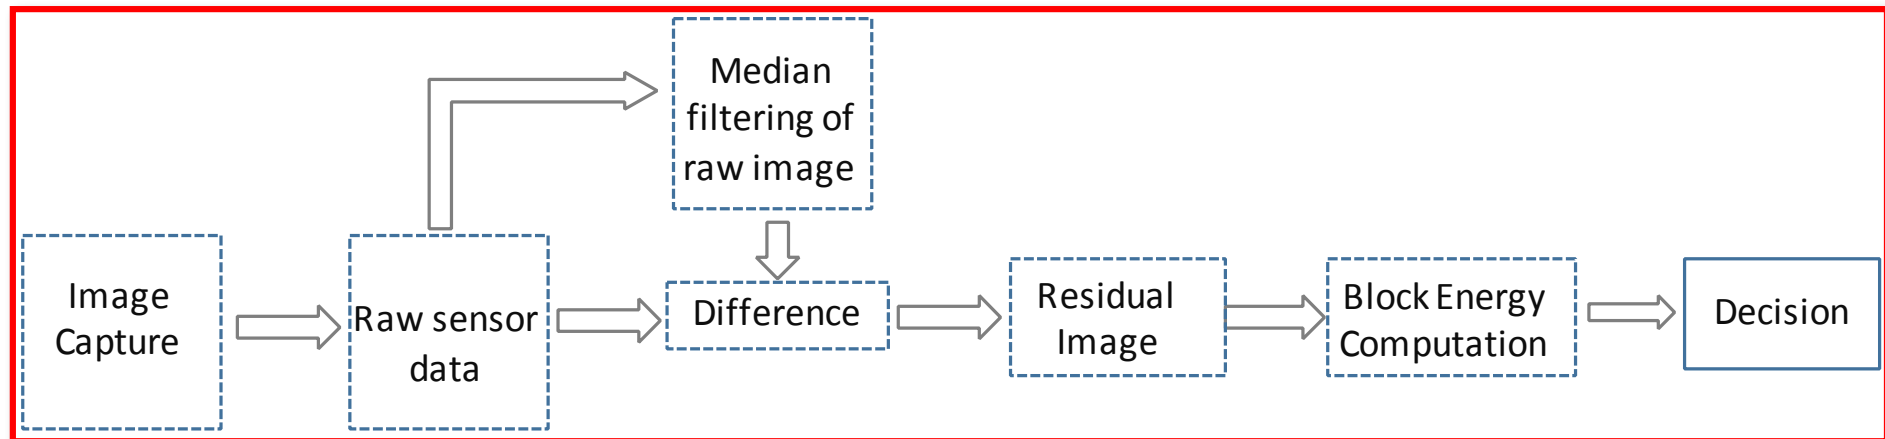 Median
filtering of
raw image
Image
Capture
Raw sensor
data
Difference
Residual
Image
Block Energy
Computation
Decision